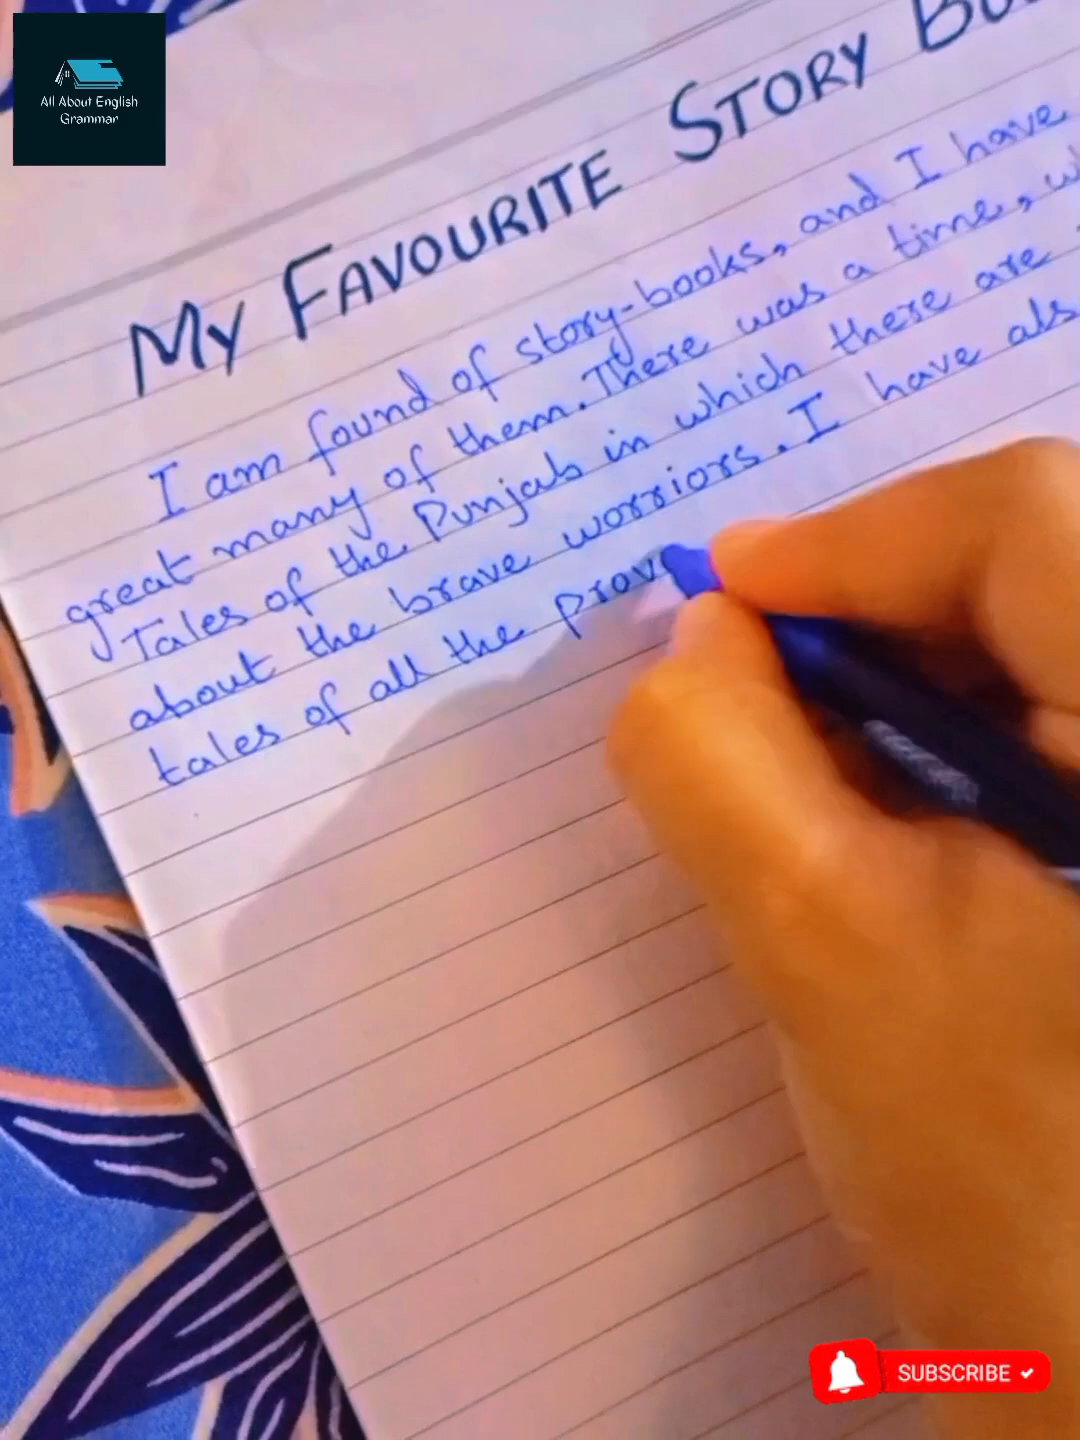 All About English
Grammar
MY FAVOURITE STORY
I am found of story-books, and I have
great many of them. There was a time,
Tales of the Punjab in which there are
about the brave worriors. I have
tales of all the
SUBSCRIBE